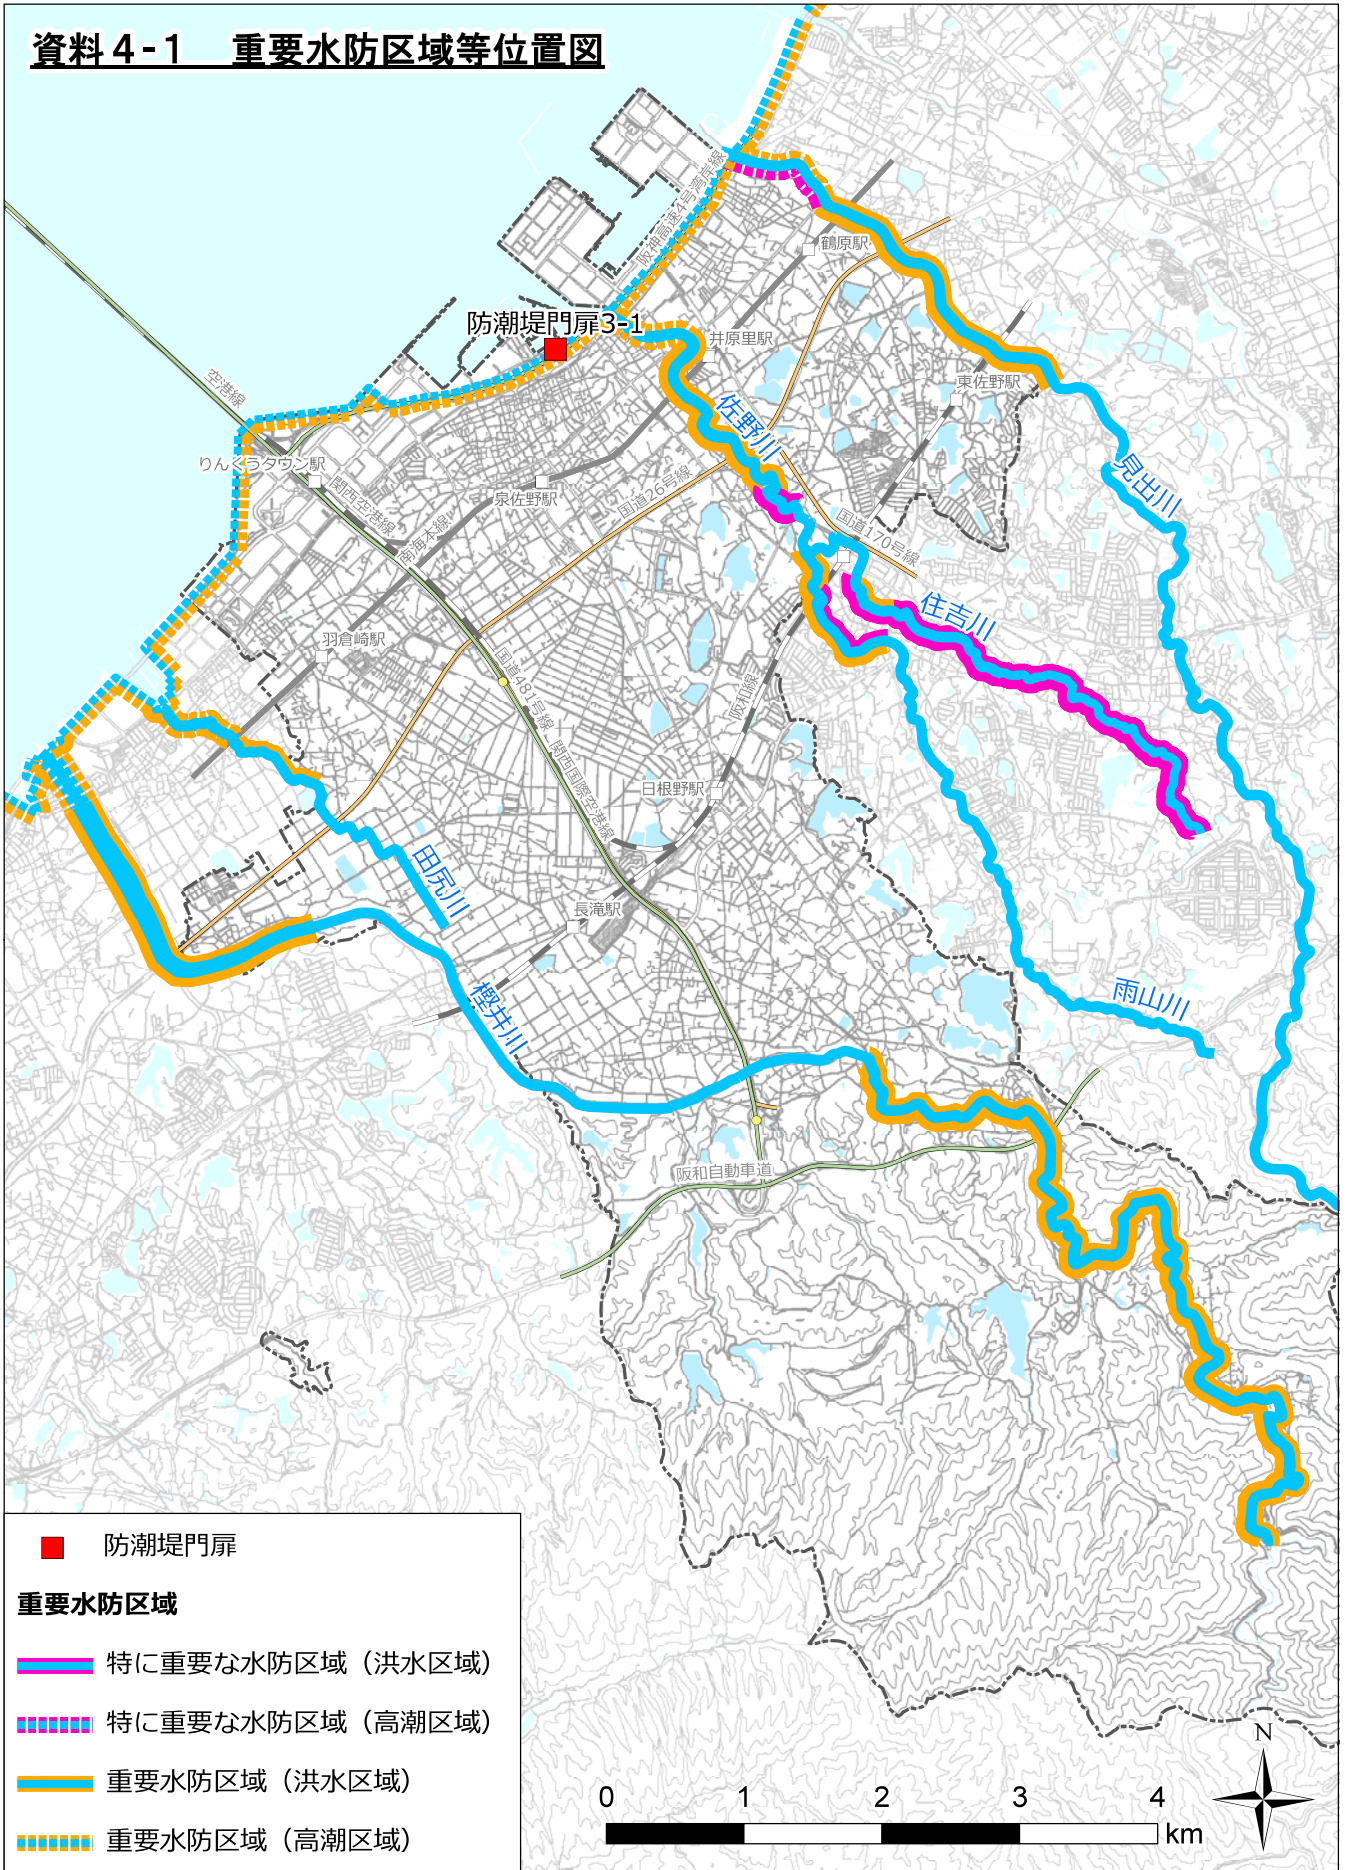 資料4-1　重要水防区域等位置図
阪神高速4号湾岸線
鶴原駅
防潮堤門扉3-1
井原里駅
東佐野駅
空港線
佐野川
見出川
りんくうタウン駅
関西空港線
泉佐野駅
国道26号線
南海本線
国道170号線
住吉川
羽倉崎駅
国道481号線
阪和線
関西国際空港線
日根野駅
田尻川
長滝駅
樫井川
雨山川
阪和自動車道
防潮堤門扉
重要水防区域
特に重要な水防区域（洪水区域）
特に重要な水防区域（高潮区域）
重要水防区域（洪水区域）
重要水防区域（高潮区域）
N
0 1 2 3 4
km